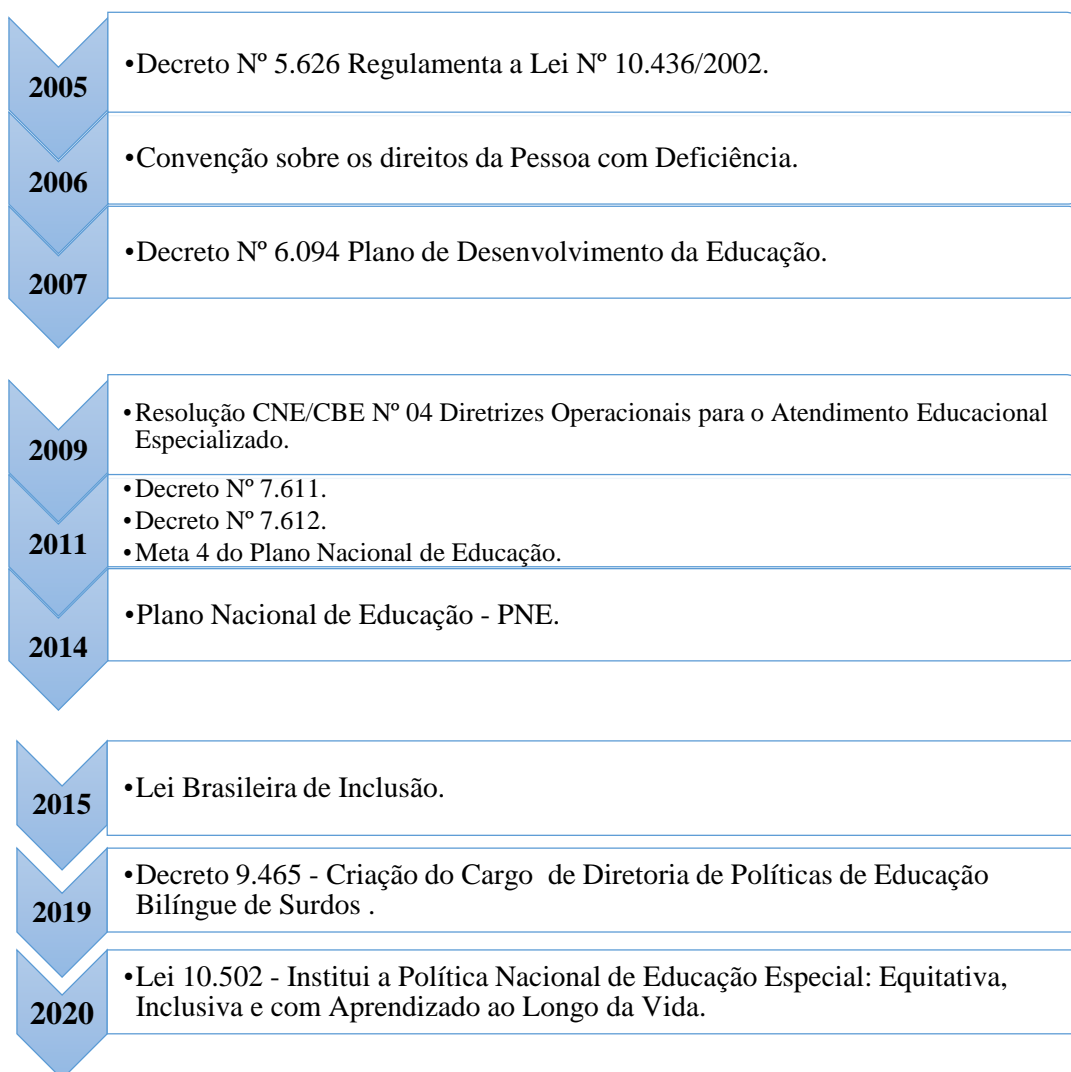 2005
•Decreto Nº 5.626 Regulamenta a Lei Nº 10.436/2002.
2006
•Convenção sobre os direitos da Pessoa com Deficiência.
2007
•Decreto Nº 6.094 Plano de Desenvolvimento da Educação.
2009
•Resolução CNE/CBE Nº 04 Diretrizes Operacionais para o Atendimento Educacional
Especializado.
2011
•Decreto Nº 7.611.
•Decreto Nº 7.612.
•Meta 4 do Plano Nacional de Educação.
2014
•Plano Nacional de Educação - PNE.
2015
•Lei Brasileira de Inclusão.
2019
•Decreto 9.465 - Criação do Cargo de Diretoria de Políticas de Educação
Bilíngue de Surdos .
2020
•Lei 10.502 - Institui a Política Nacional de Educação Especial: Equitativa,
Inclusiva e com Aprendizado ao Longo da Vida.